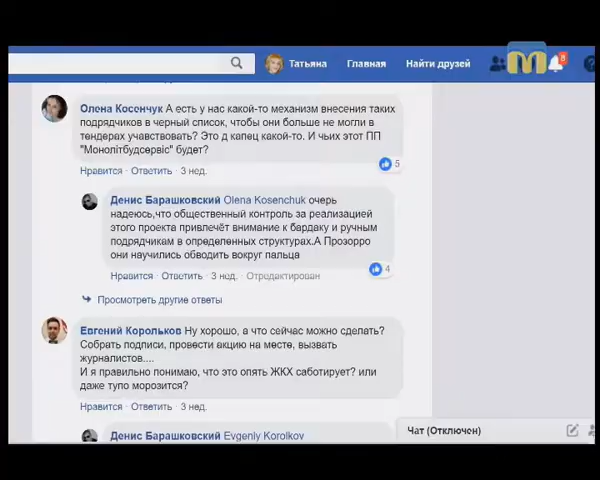 Татьяна Главная Найти друзей 8
Олена Косенчук А есть у нас какой-то механизм внесения таких
подрядчиков в черный список, чтобы они больше не могли в
тендерах учавствовать? Это д капец какой-то. И чьих этот ПП
"Монолітбудсервіс" будет?
Нравится · Ответить · 3 нед.
5
Денис Барашковский Olena Kosenchuk очерь
надеюсь,что общественный контроль за реализацией
этого проекта привлечёт внимание к бардаку и ручным
подрядчикам в определенных структурах.А Прозорро
они научились обводить вокруг пальца
Нравится · Ответить · 3 нед. · Отредактирован
4
Просмотреть другие ответы
Евгений Корольков Ну хорошо, а что сейчас можно сделать?
Собрать подписи, провести акцию на месте, вызвать
журналистов....
И я правильно понимаю, что это опять ЖКХ саботирует? или
даже тупо морозится?
Нравится · Ответить · 3 нед.
Денис Барашковский Evgeniy Korolkov
Чат (Отключен)